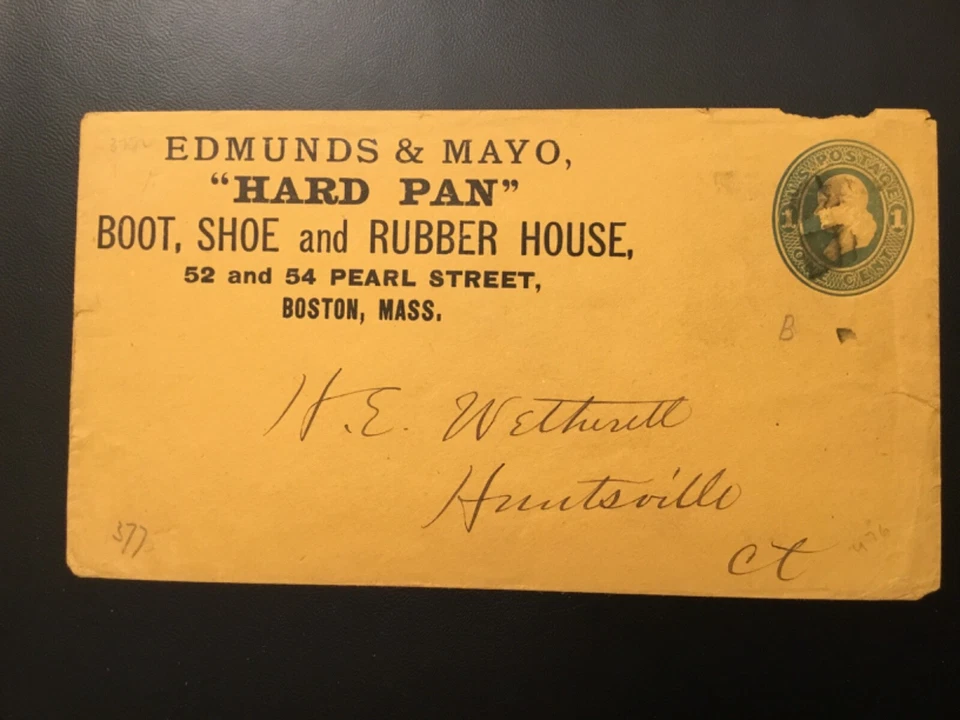 EDMUNDS & MAYO,
"HARD PAN"
BOOT, SHOE and RUBBER HOUSE,
52 and 54 PEARL STREET,
BOSTON, MASS.
U.S. POSTAGE
1 1
ONE CENT
B
H. E. Wetherell
Huntsville
CT
377